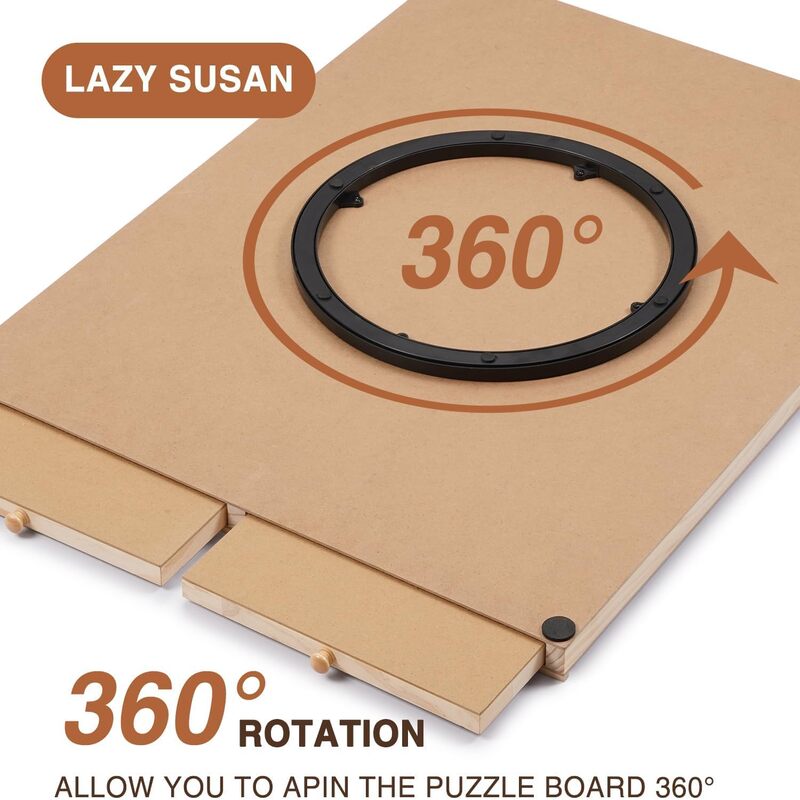 LAZY SUSAN
360°
360° ROTATION
ALLOW YOU TO APIN THE PUZZLE BOARD 360°